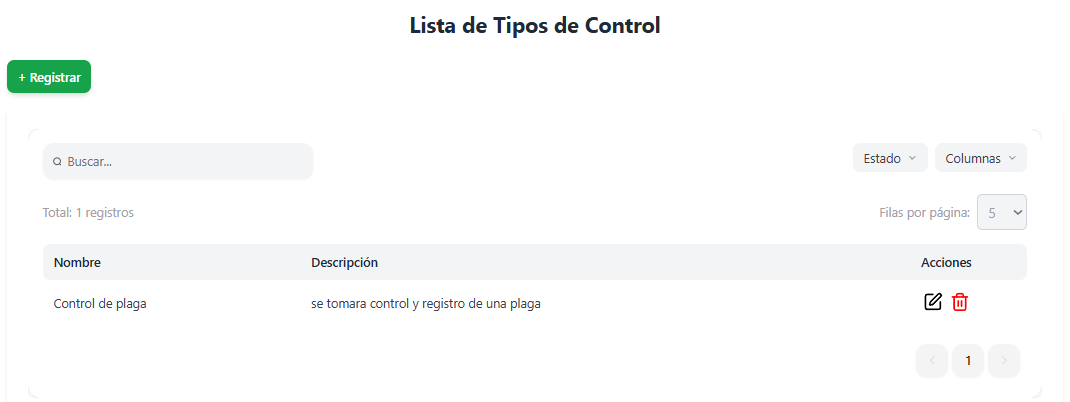 Lista de Tipos de Control
+ Registrar
Buscar...
Estado
Columnas
Total: 1 registros
Filas por página: 5
Nombre Descripción Acciones
Control de plaga se tomara control y registro de una plaga
1